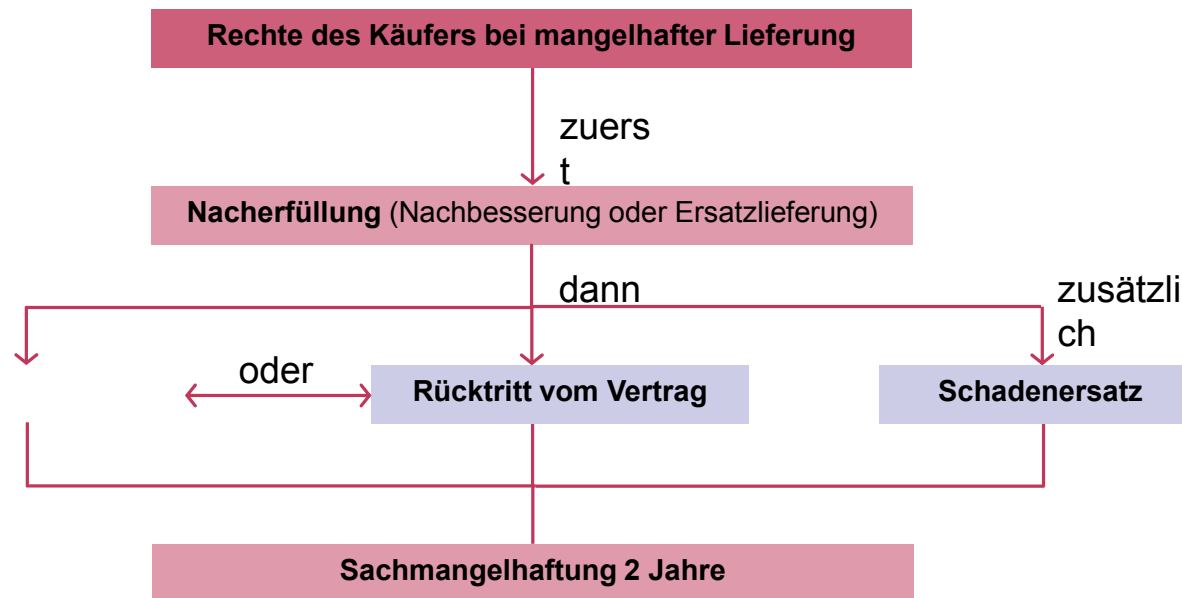 Rechte des Käufers bei mangelhafter Lieferung
zuers
t
Nacherfüllung (Nachbesserung oder Ersatzlieferung)
dann
zusätzli
ch
oder
Rücktritt vom Vertrag
Schadenersatz
Sachmangelhaftung 2 Jahre